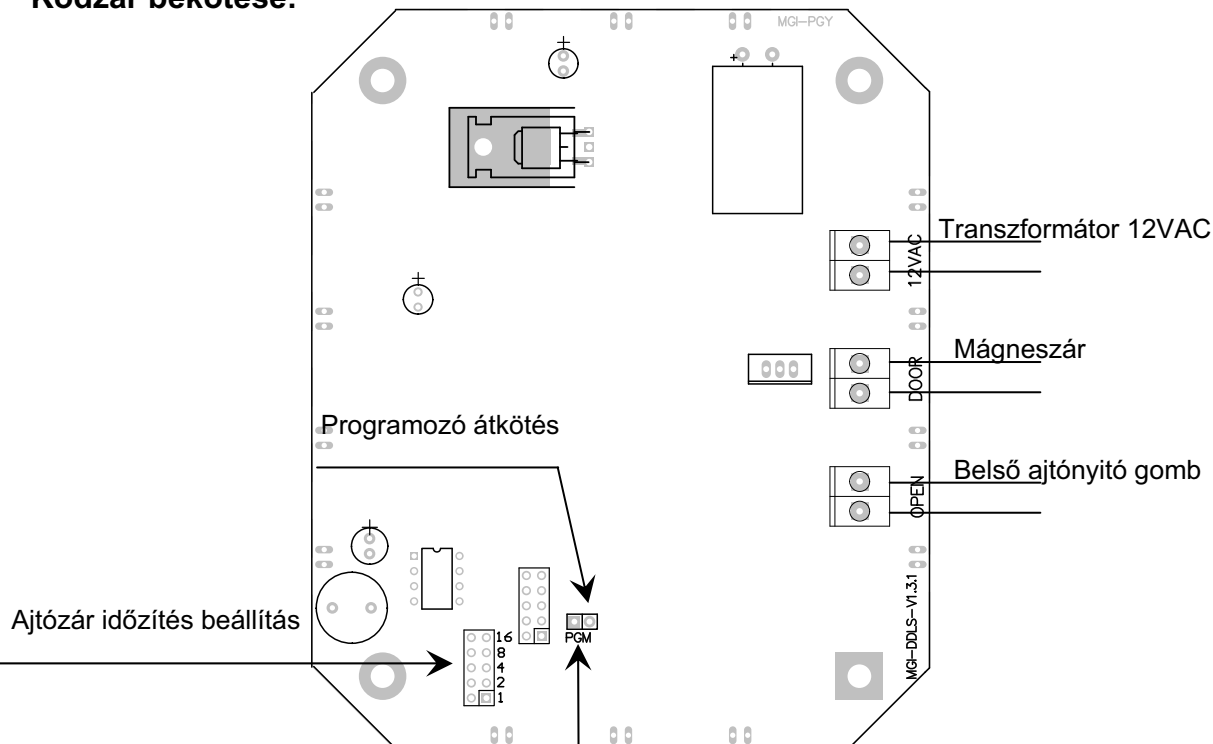 Kódzár bekötése:
MGI-PGY
Transzformátor 12VAC
12VAC
Mágneszár
DOOR
Programozó átkötés
Belső ajtónyitó gomb
OPEN
MGI-DDLS-V1.3.1
Ajtózár időzítés beállítás
16
8
4
2
1
PGM